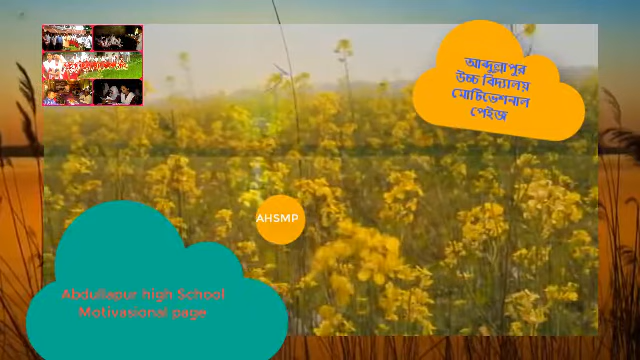 আব্দুল্লাপুর
উচ্চ বিদ্যালয়
মোটিভেশনাল
পেইজ
AHSMP
Abdullapur high School
Motivasional page